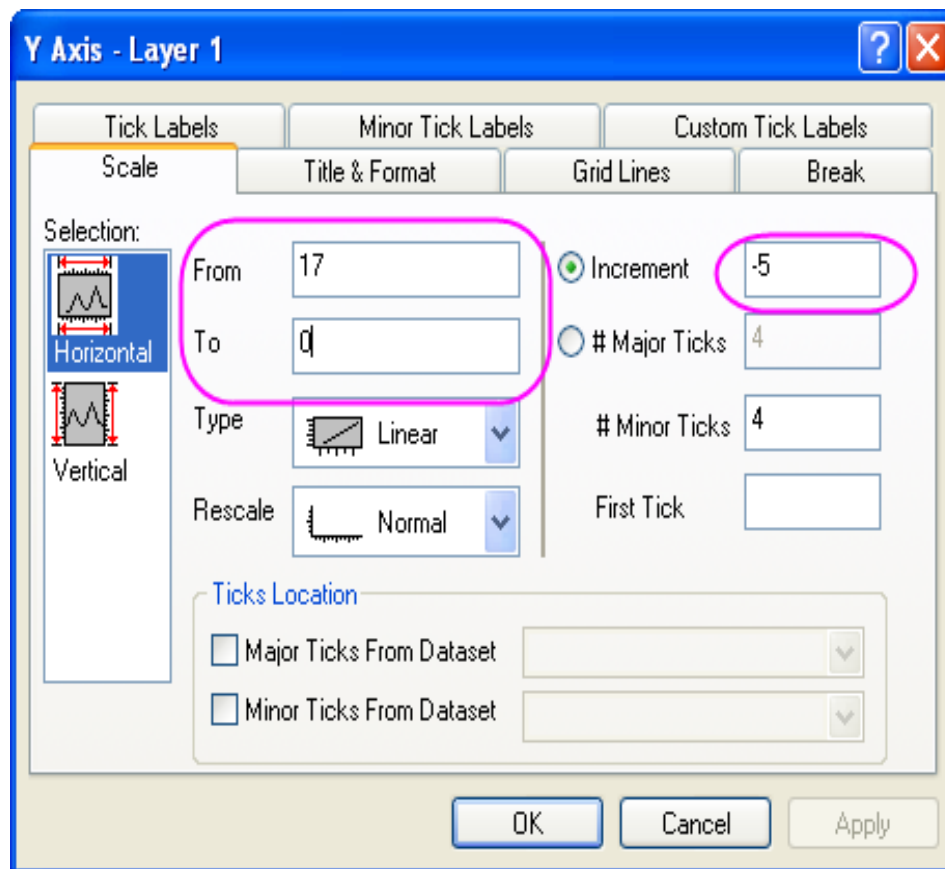 Y Axis - Layer 1
?
Tick Labels Minor Tick Labels Custom Tick Labels
Scale Title & Format Grid Lines Break
Selection:
Horizontal
Vertical
From 17
To 0
Type Linear
Rescale Normal
Increment -5
# Major Ticks 4
# Minor Ticks 4
First Tick
Ticks Location
Major Ticks From Dataset
Minor Ticks From Dataset
OK Cancel Apply